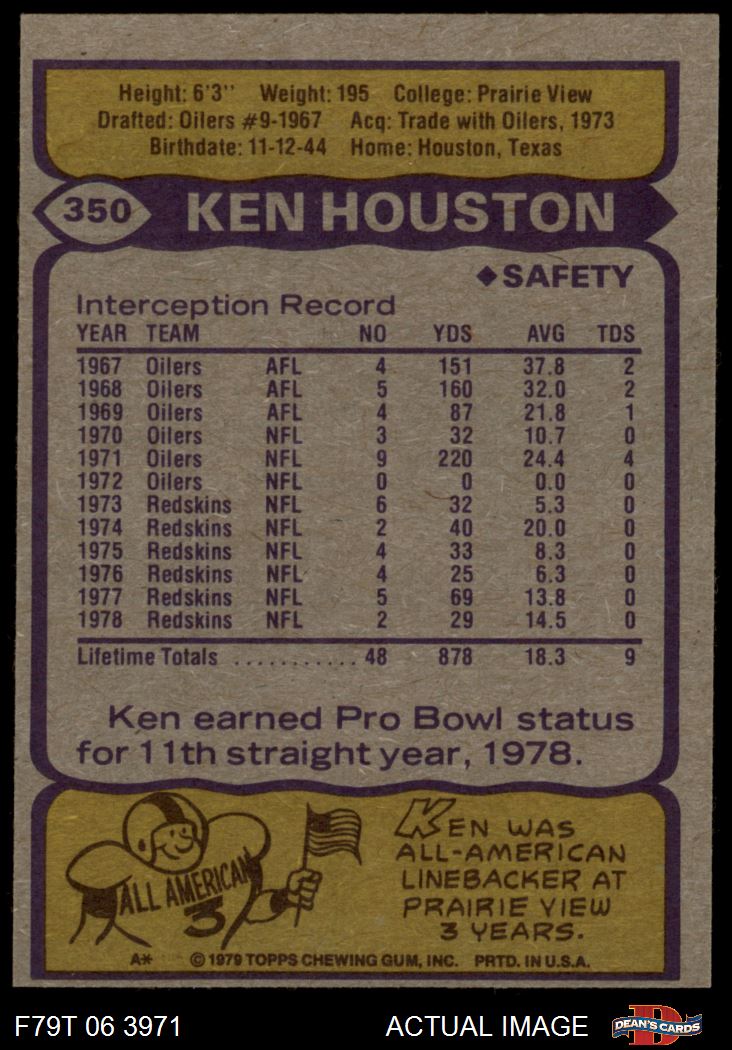 Height: 6'3'' Weight: 195 College: Prairie View
Drafted: Oilers #9-1967 Acq: Trade with Oilers, 1973
Birthdate: 11-12-44 Home: Houston, Texas
350 KEN HOUSTON
◆SAFETY
Interception Record
YEAR TEAM NO YDS AVG TDS
1967 Oilers AFL 4 151 37.8 2
1968 Oilers AFL 5 160 32.0 2
1969 Oilers AFL 4 87 21.8 1
1970 Oilers NFL 3 32 10.7 0
1971 Oilers NFL 9 220 24.4 4
1972 Oilers NFL 0 0 0.0 0
1973 Redskins NFL 6 32 5.3 0
1974 Redskins NFL 2 40 20.0 0
1975 Redskins NFL 4 33 8.3 0
1976 Redskins NFL 4 25 6.3 0
1977 Redskins NFL 5 69 13.8 0
1978 Redskins NFL 2 29 14.5 0
Lifetime Totals ........... 48 878 18.3 9
Ken earned Pro Bowl status
for 11th straight year, 1978.
ALL AMERICAN
3
KEN WAS
ALL-AMERICAN
LINEBACKER AT
PRAIRIE VIEW
3 YEARS.
A* © 1979 TOPPS CHEWING GUM, INC. PRTD. IN U.S.A.
F79T 06 3971 ACTUAL IMAGE D DEAN'S CARDS